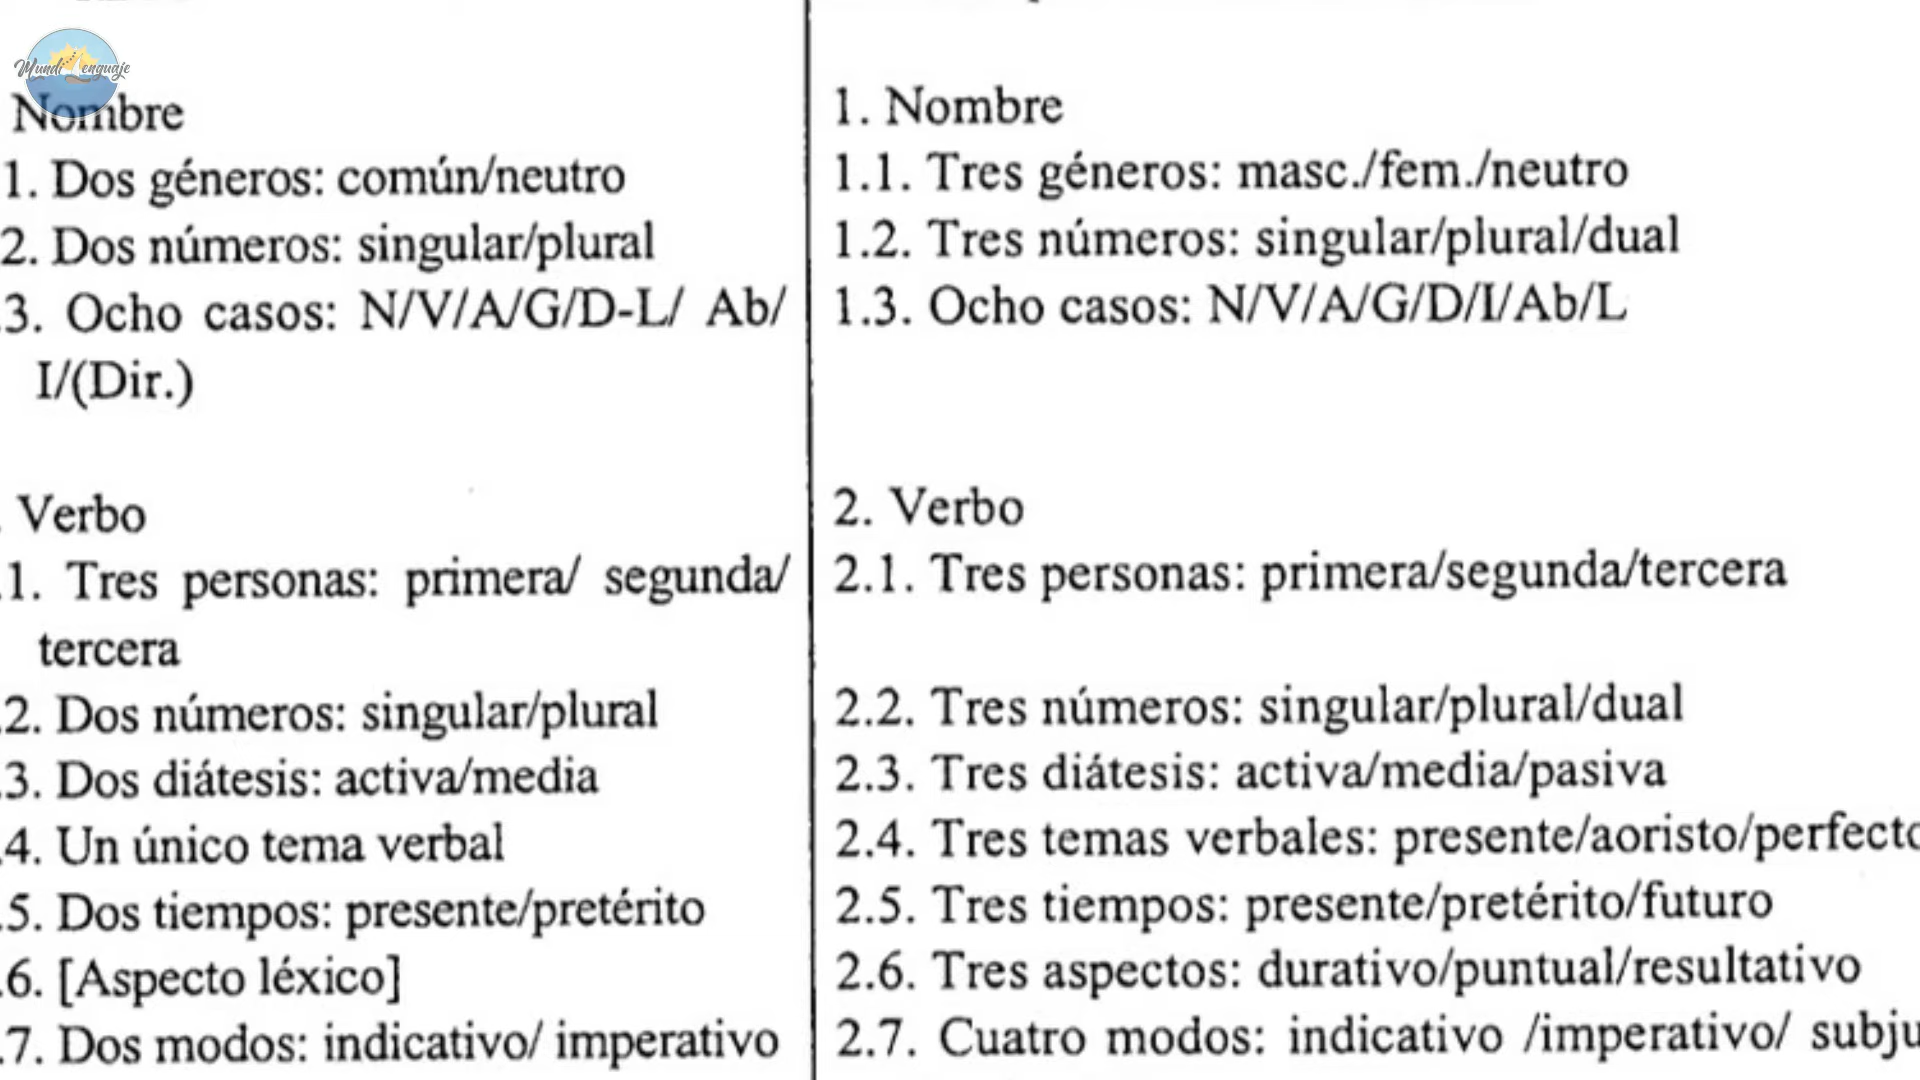 Mundi Lenguaje
Nombre
1. Dos géneros: común/neutro
2. Dos números: singular/plural
.3. Ocho casos: N/V/A/G/D-L/ Ab/
I/(Dir.)
. Verbo
.1. Tres personas: primera/ segunda/
tercera
.2. Dos números: singular/plural
.3. Dos diátesis: activa/media
.4. Un único tema verbal
.5. Dos tiempos: presente/pretérito
.6. [Aspecto léxico]
.7. Dos modos: indicativo/ imperativo
1. Nombre
1.1. Tres géneros: masc./fem./neutro
1.2. Tres números: singular/plural/dual
1.3. Ocho casos: N/V/A/G/D/I/Ab/L
2. Verbo
2.1. Tres personas: primera/segunda/tercera
2.2. Tres números: singular/plural/dual
2.3. Tres diátesis: activa/media/pasiva
2.4. Tres temas verbales: presente/aoristo/perfecto
2.5. Tres tiempos: presente/pretérito/futuro
2.6. Tres aspectos: durativo/puntual/resultativo
2.7. Cuatro modos: indicativo /imperativo/ subju